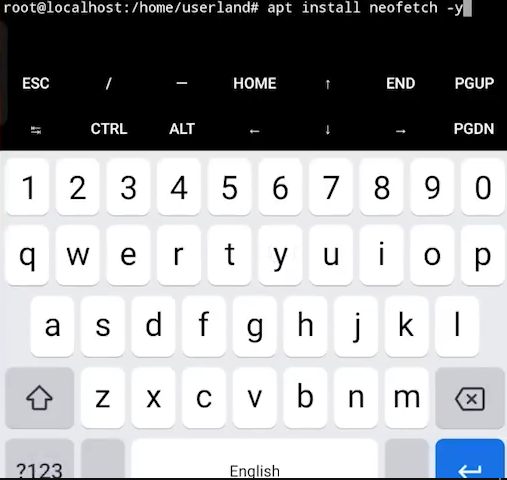 root@localhost:/home/userland# apt install neofetch -y
ESC / — HOME ↑ END PGUP
↹ CTRL ALT ← ↓ → PGDN
1 2 3 4 5 6 7 8 9 0
q w e r t y u i o p
a s d f g h j k l
z x c v b n m
?123 English